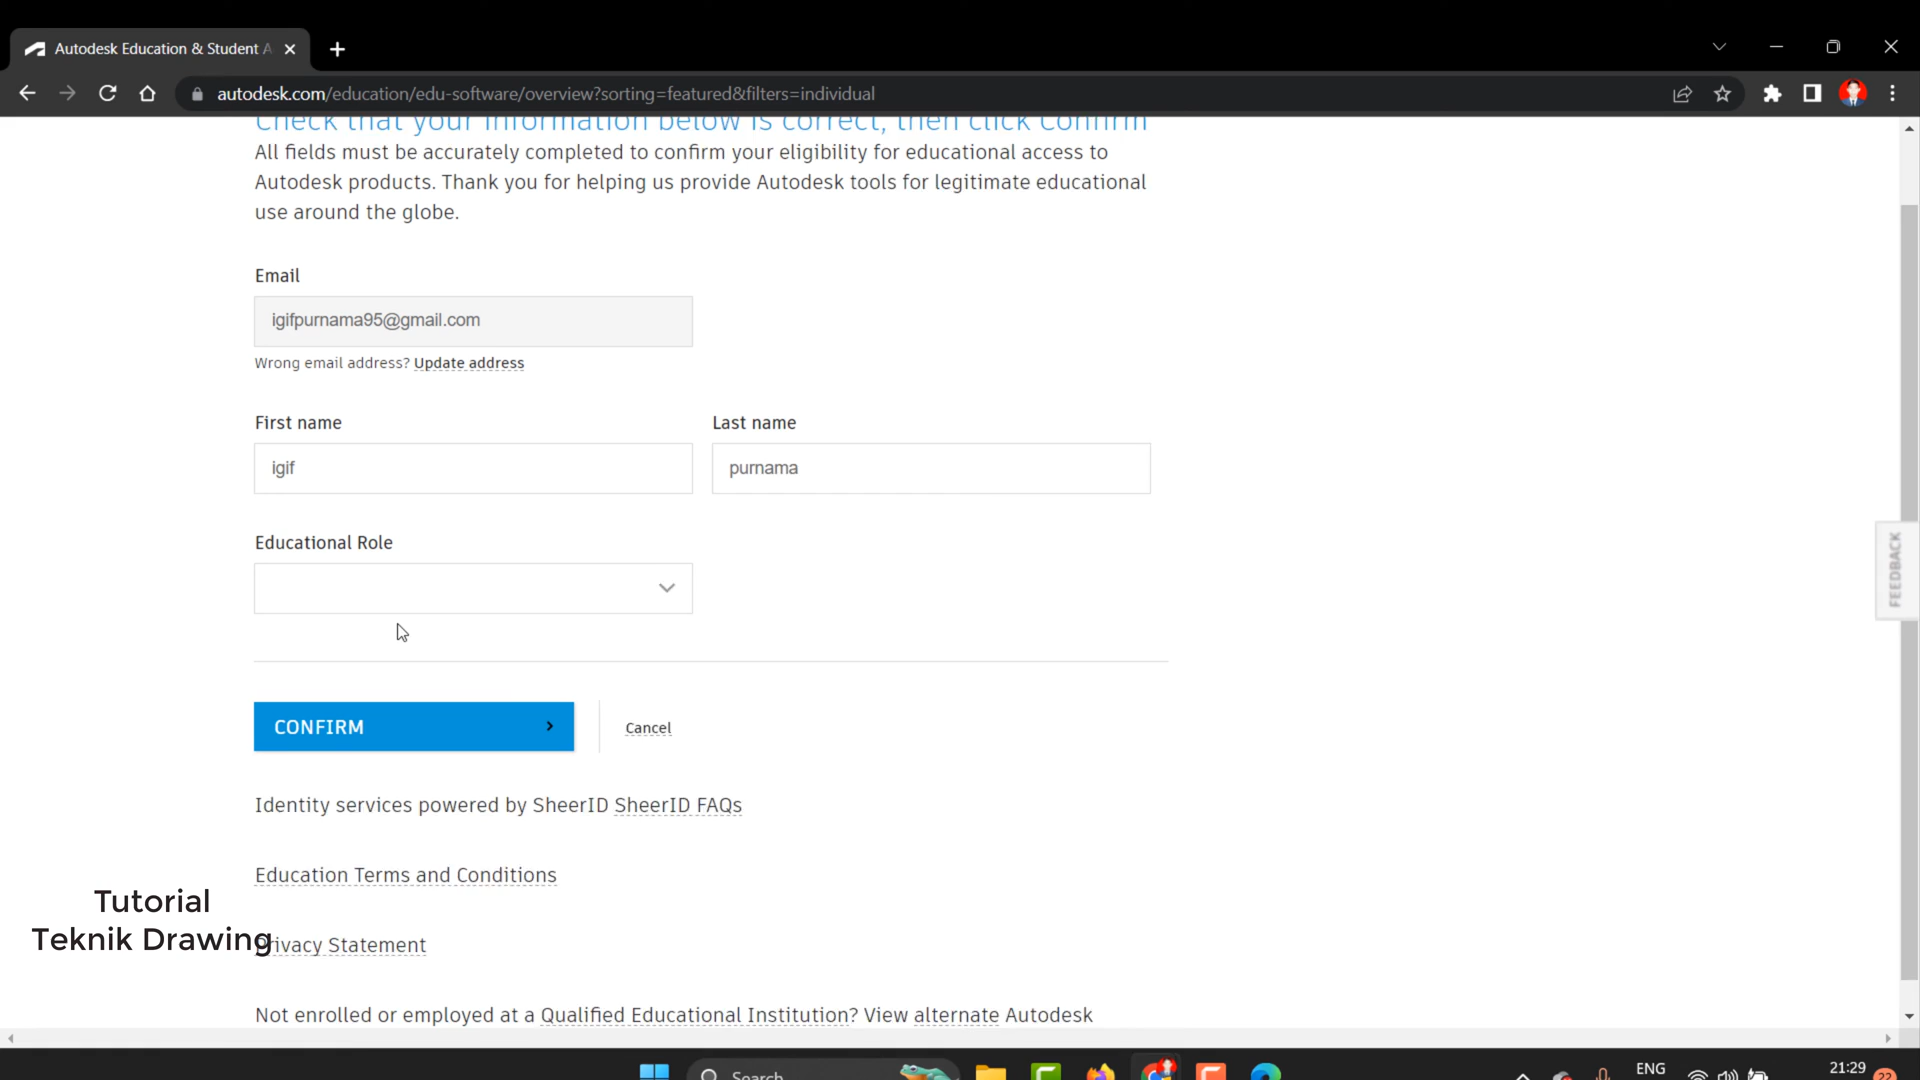 Autodesk Education & Student A
autodesk.com/education/edu-software/overview?sorting=featured&filters=individual
Check that your information below is correct, then click Confirm
All fields must be accurately completed to confirm your eligibility for educational access to
Autodesk products. Thank you for helping us provide Autodesk tools for legitimate educational
use around the globe.
Email
igifpurnama95@gmail.com
Wrong email address? Update address
First name
Last name
igif
purnama
Educational Role
FEEDBACK
CONFIRM
Cancel
Identity services powered by SheerID SheerID FAQs
Education Terms and Conditions
Tutorial
Teknik Drawing
Privacy Statement
Not enrolled or employed at a Qualified Educational Institution? View alternate Autodesk
Search
ENG
21:29
22